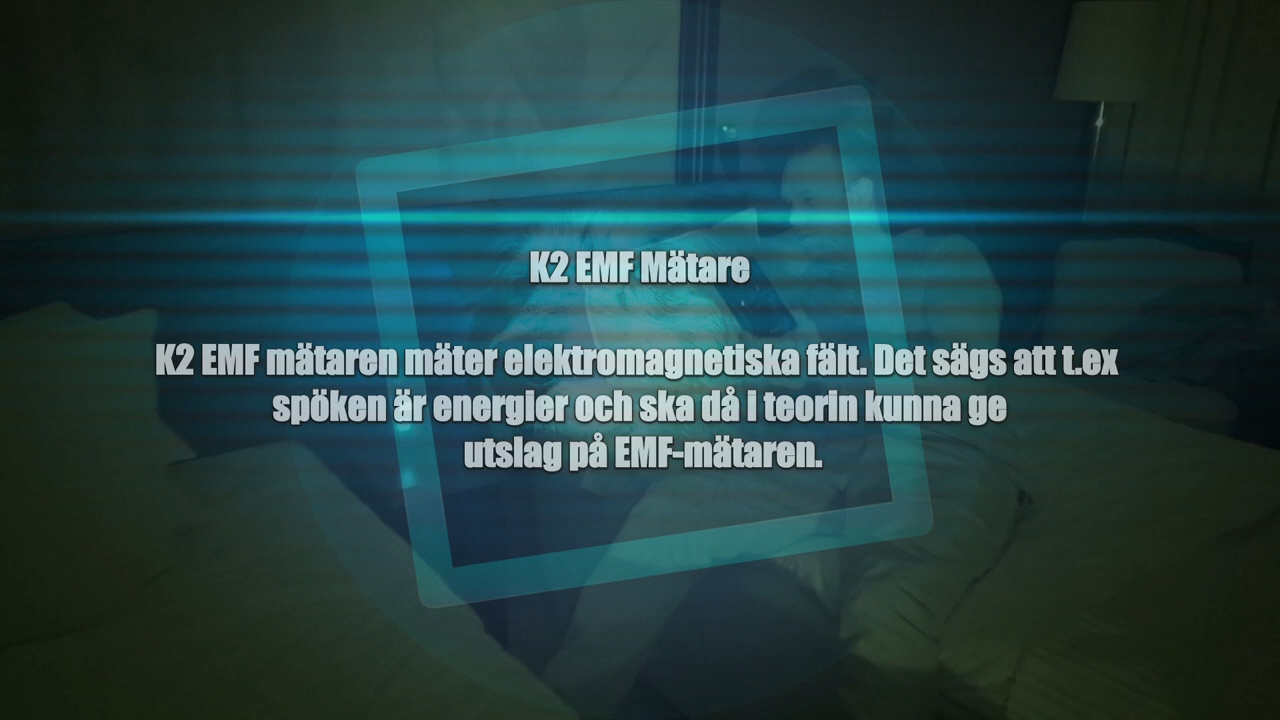 K2 EMF Mätare
K2 EMF mätaren mäter elektromagnetiska fält. Det sägs att t.ex
spöken är energier och ska då i teorin kunna ge
utslag på EMF-mätaren.